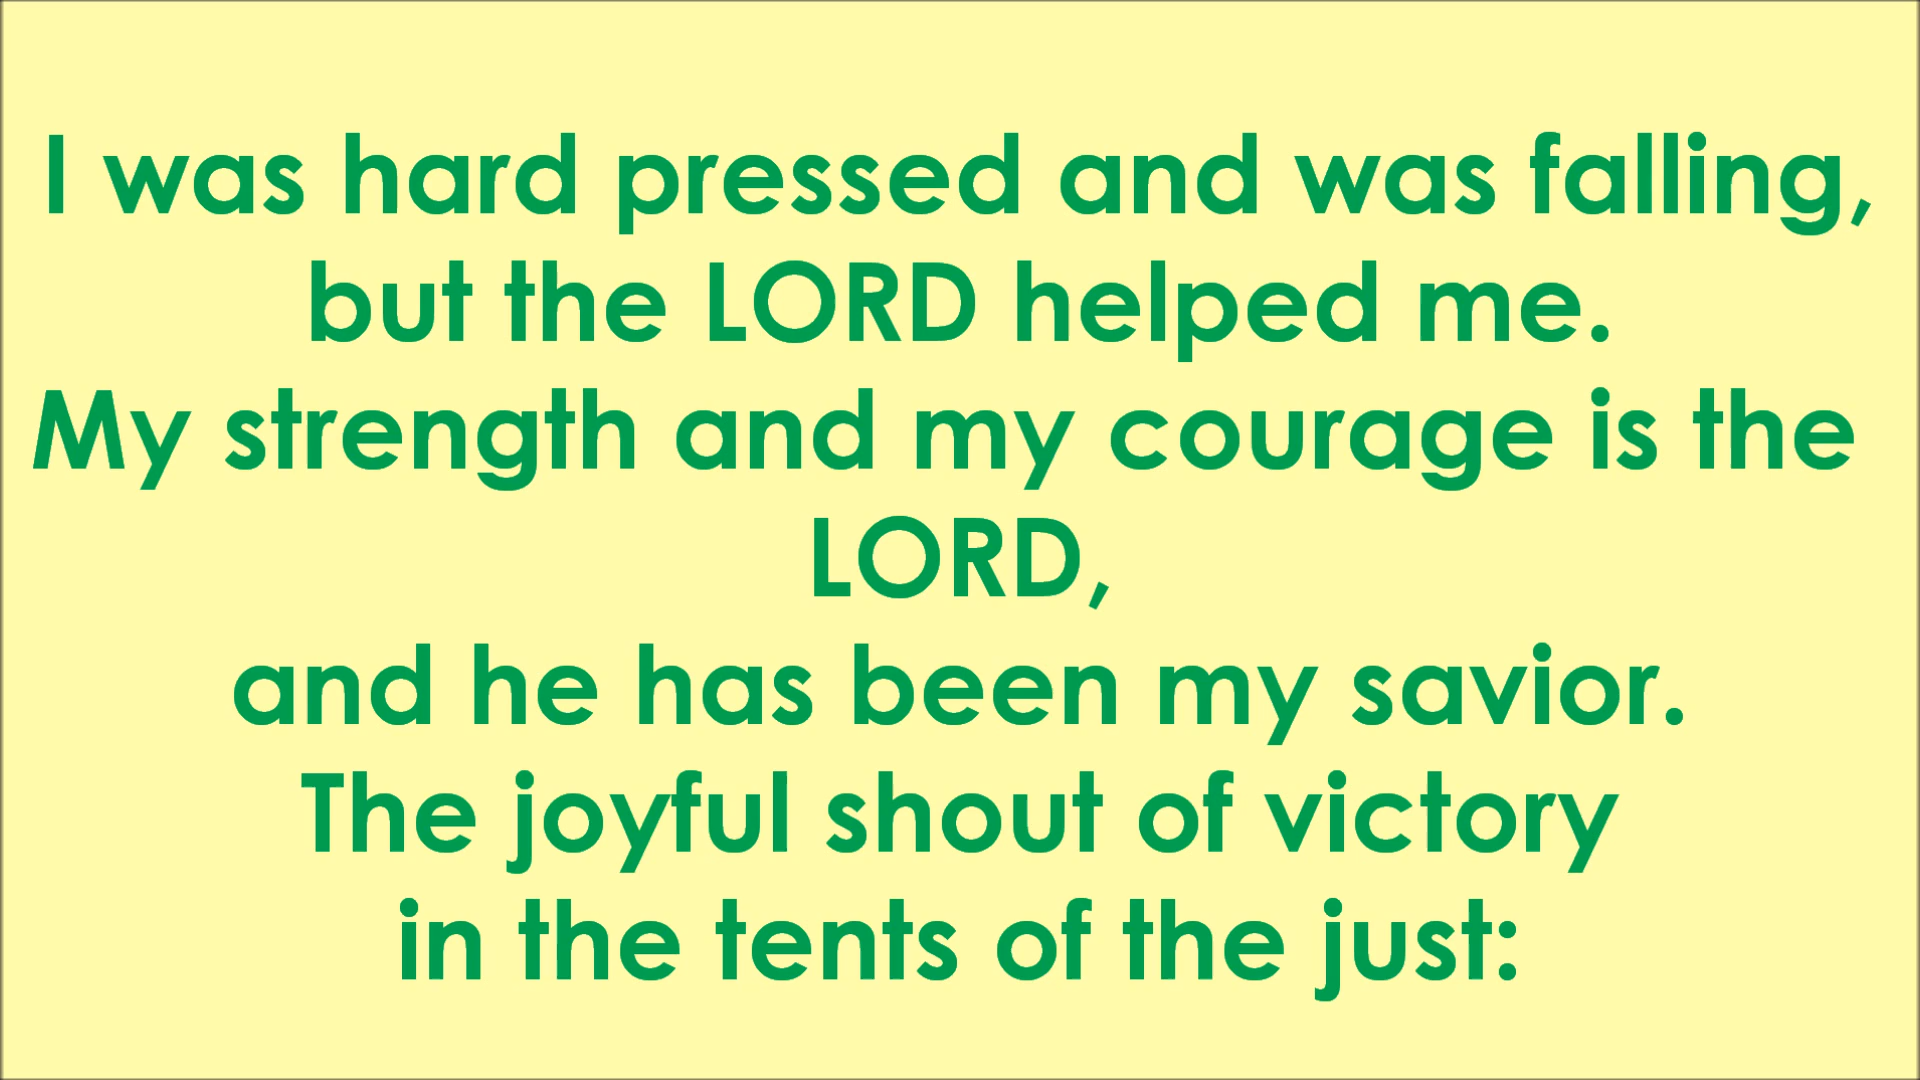 I was hard pressed and was falling,
but the LORD helped me.
My strength and my courage is the
LORD,
and he has been my savior.
The joyful shout of victory
in the tents of the just: